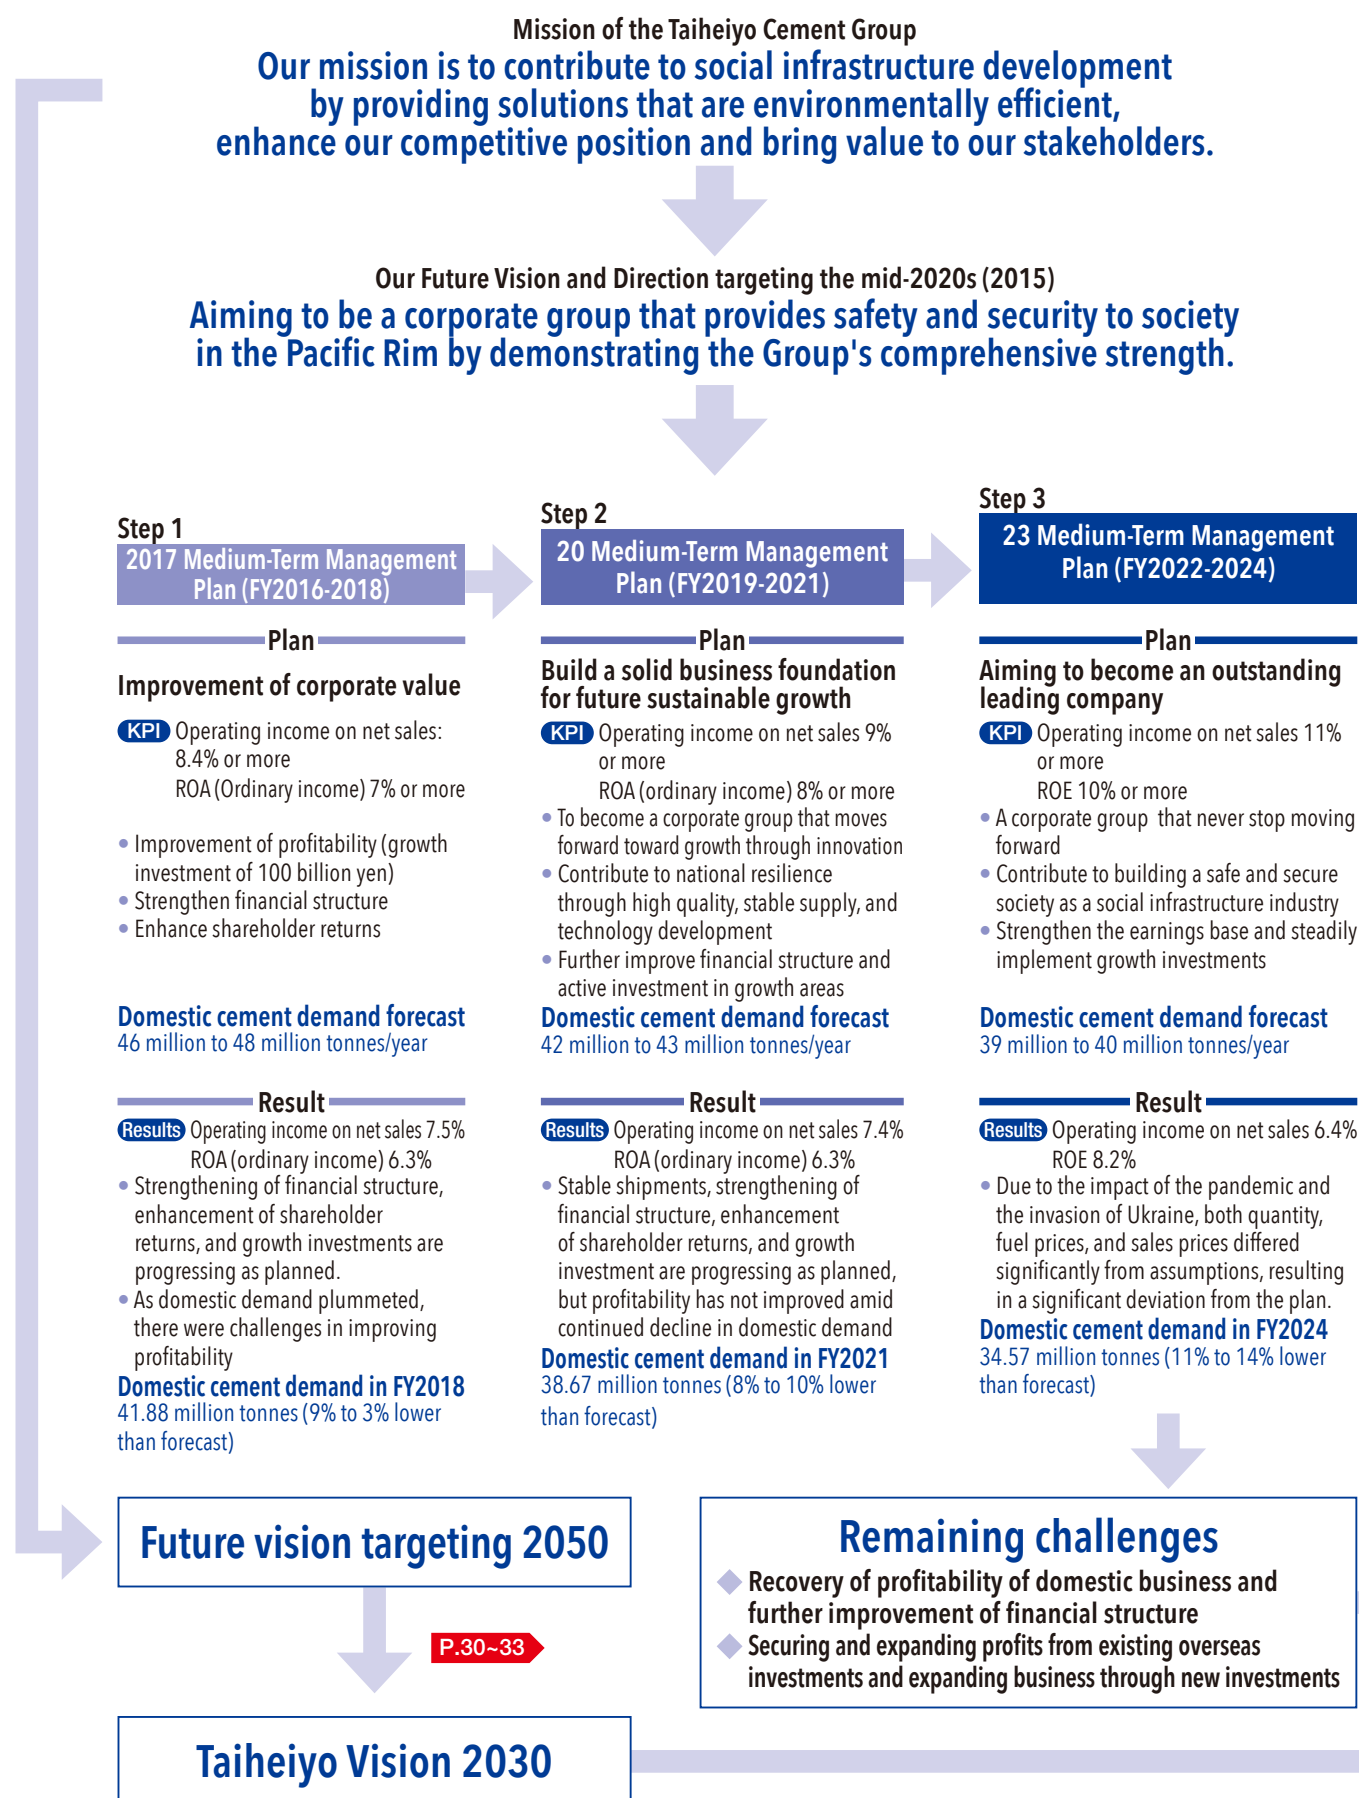 Mission of the Taiheiyo Cement Group
Our mission is to contribute to social infrastructure development
by providing solutions that are environmentally efficient,
enhance our competitive position and bring value to our stakeholders.
Our Future Vision and Direction targeting the mid-2020s (2015)
Aiming to be a corporate group that provides safety and security to society
in the Pacific Rim by demonstrating the Group's comprehensive strength.
Step 1
2017 Medium-Term Management
Plan (FY2016-2018)
Plan
Improvement of corporate value
KPI Operating income on net sales:
8.4% or more
ROA (Ordinary income) 7% or more
• Improvement of profitability (growth
investment of 100 billion yen)
• Strengthen financial structure
• Enhance shareholder returns
Domestic cement demand forecast
46 million to 48 million tonnes/year
Result
Results Operating income on net sales 7.5%
ROA (ordinary income) 6.3%
• Strengthening of financial structure,
enhancement of shareholder
returns, and growth investments are
progressing as planned.
• As domestic demand plummeted,
there were challenges in improving
profitability
Domestic cement demand in FY2018
41.88 million tonnes (9% to 3% lower
than forecast)
Step 2
20 Medium-Term Management
Plan (FY2019-2021)
Plan
Build a solid business foundation
for future sustainable growth
KPI Operating income on net sales 9%
or more
ROA (ordinary income) 8% or more
• To become a corporate group that moves
forward toward growth through innovation
• Contribute to national resilience
through high quality, stable supply, and
technology development
• Further improve financial structure and
active investment in growth areas
Domestic cement demand forecast
42 million to 43 million tonnes/year
Result
Results Operating income on net sales 7.4%
ROA (ordinary income) 6.3%
• Stable shipments, strengthening of
financial structure, enhancement
of shareholder returns, and growth
investment are progressing as planned,
but profitability has not improved amid
continued decline in domestic demand
Domestic cement demand in FY2021
38.67 million tonnes (8% to 10% lower
than forecast)
Step 3
23 Medium-Term Management
Plan (FY2022-2024)
Plan
Aiming to become an outstanding
leading company
KPI Operating income on net sales 11%
or more
ROE 10% or more
• A corporate group that never stop moving
forward
• Contribute to building a safe and secure
society as a social infrastructure industry
• Strengthen the earnings base and steadily
implement growth investments
Domestic cement demand forecast
39 million to 40 million tonnes/year
Result
Results Operating income on net sales 6.4%
ROE 8.2%
• Due to the impact of the pandemic and
the invasion of Ukraine, both quantity,
fuel prices, and sales prices differed
significantly from assumptions, resulting
in a significant deviation from the plan.
Domestic cement demand in FY2024
34.57 million tonnes (11% to 14% lower
than forecast)
Future vision targeting 2050
P.30~33
Taiheiyo Vision 2030
Remaining challenges
◆ Recovery of profitability of domestic business and
further improvement of financial structure
◆ Securing and expanding profits from existing overseas
investments and expanding business through new investments